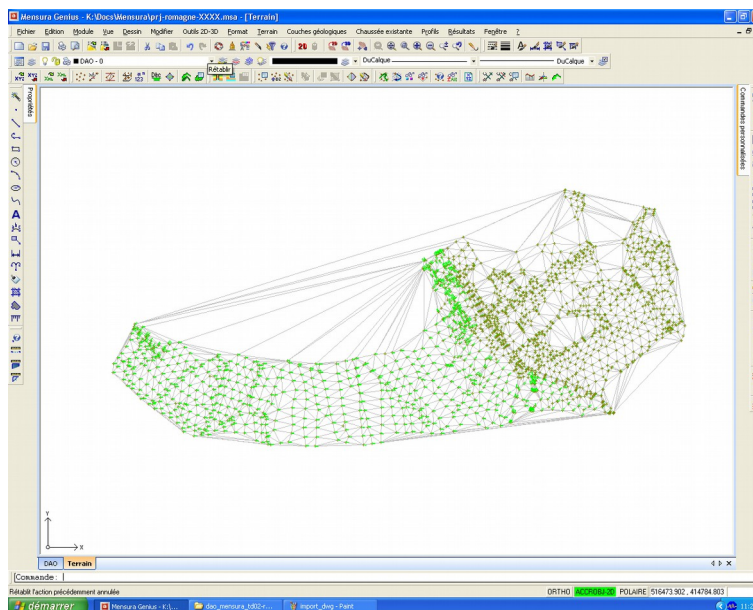 Mensura Genius - K:\Docs\Mensura\prj-romagne-XXXX.msa - [Terrain]
Fichier Edition Module Vue Dessin Modifier Outils 2D-3D Format Terrain Couches géologiques Chaussée existante Profils Résultats Fenêtre ?
DAO - 0
DuCalque
DuCalque
Rétablir
Propriétés
Commandes personnalisées
A
Y
X
DAO Terrain
Commande:
Rétablit l'action précédemment annulée
ORTHO ACCROBJ-2D POLAIRE 516473.902 , 414784.803
démarrer
Mensura Genius - K:\...
dao_mensura_td02-r...
import_dwg - Paint